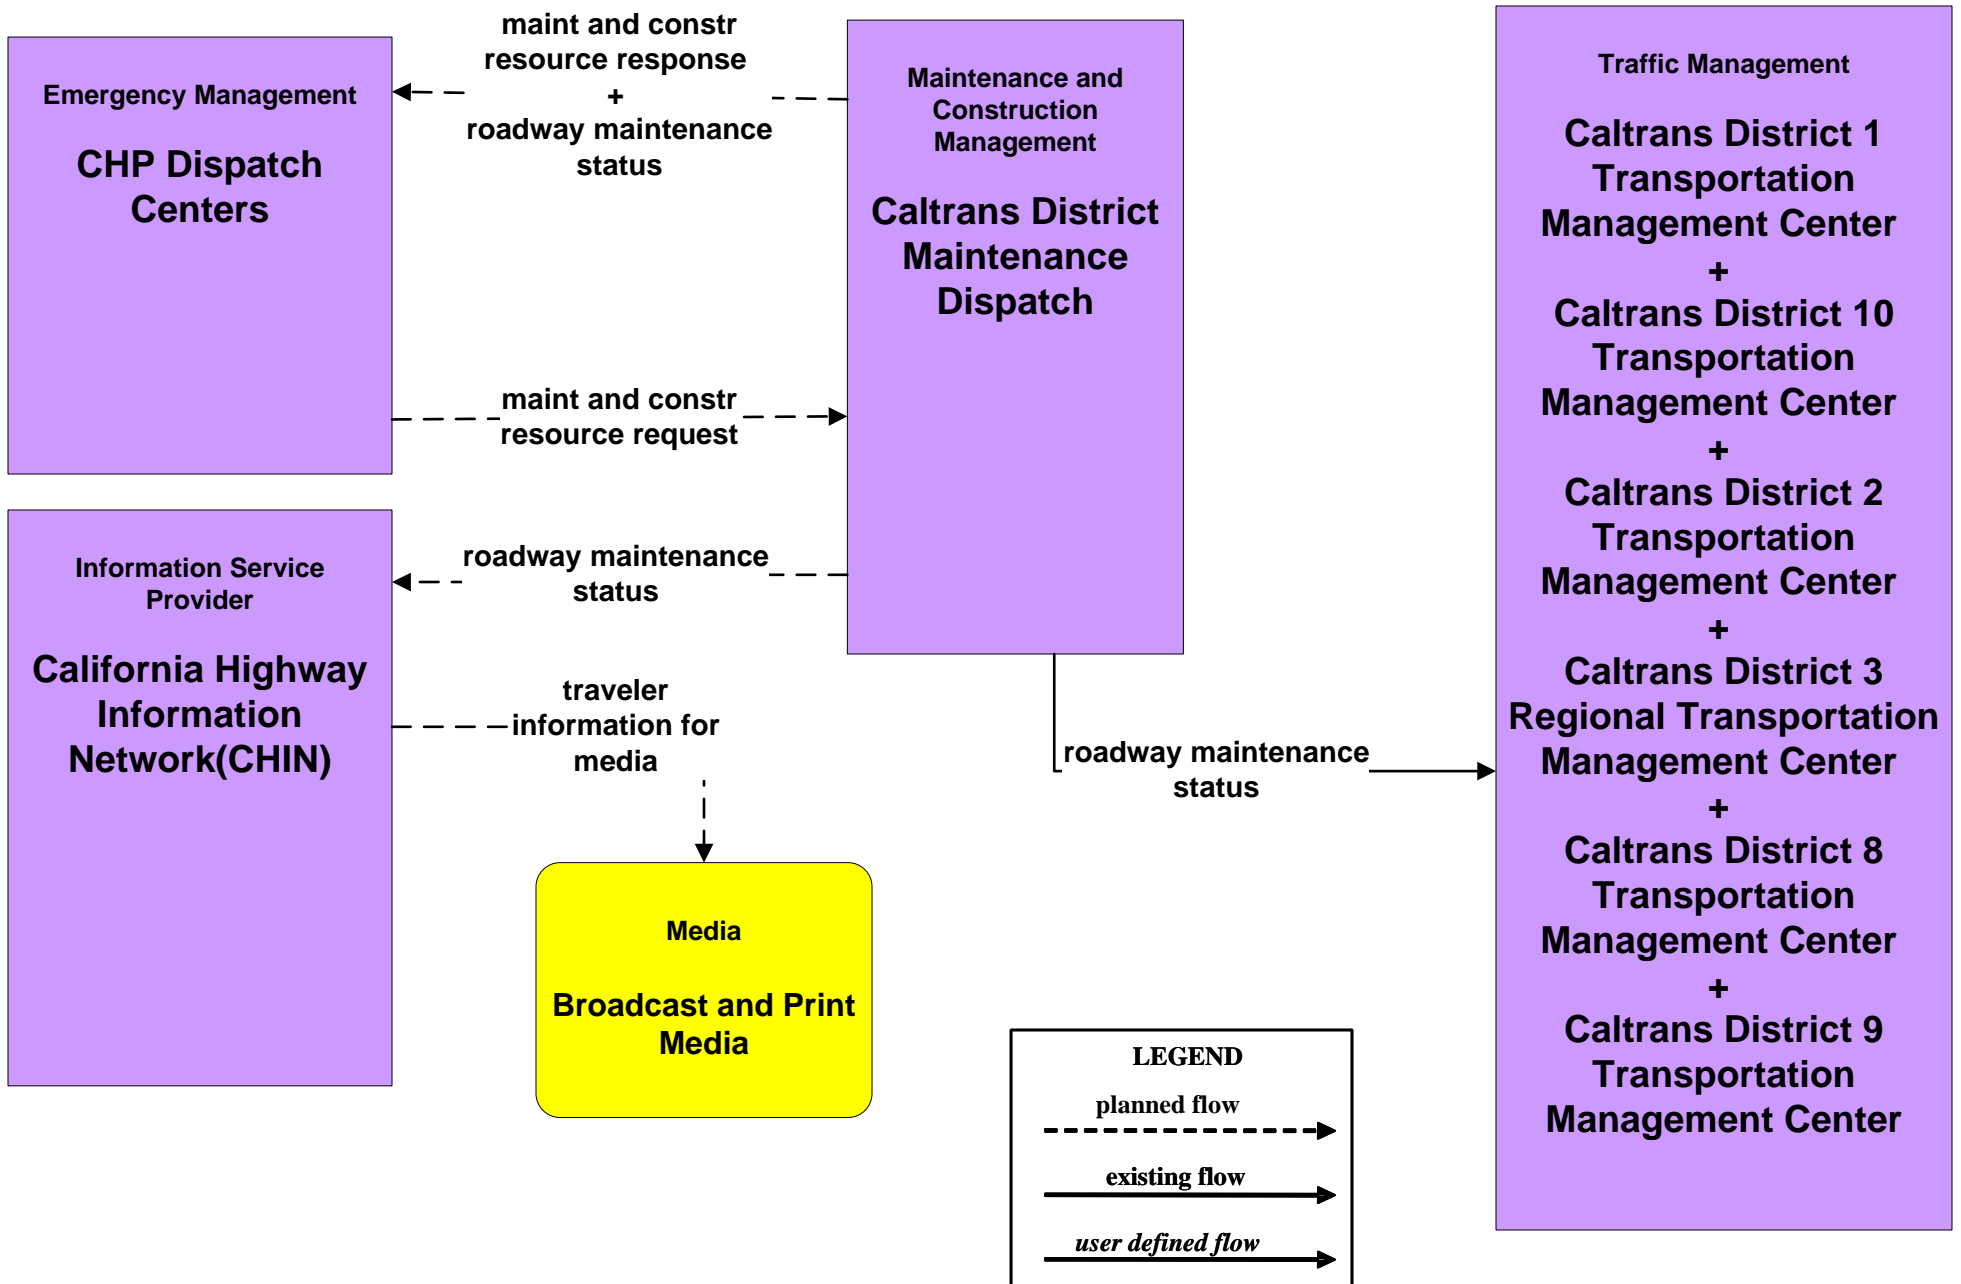 maint and constr
resource response
+
roadway maintenance
status
Emergency Management
CHP Dispatch
Centers
Maintenance and
Construction
Management
Caltrans District
Maintenance
Dispatch
maint and constr
resource request
Information Service
Provider
California Highway
Information
Network(CHIN)
roadway maintenance
status
traveler
information for
media
roadway maintenance
status
Media
Broadcast and Print
Media
Traffic Management
Caltrans District 1
Transportation
Management Center
+
Caltrans District 10
Transportation
Management Center
+
Caltrans District 2
Transportation
Management Center
+
Caltrans District 3
Regional Transportation
Management Center
+
Caltrans District 8
Transportation
Management Center
+
Caltrans District 9
Transportation
Management Center
LEGEND
planned flow
existing flow
user defined flow